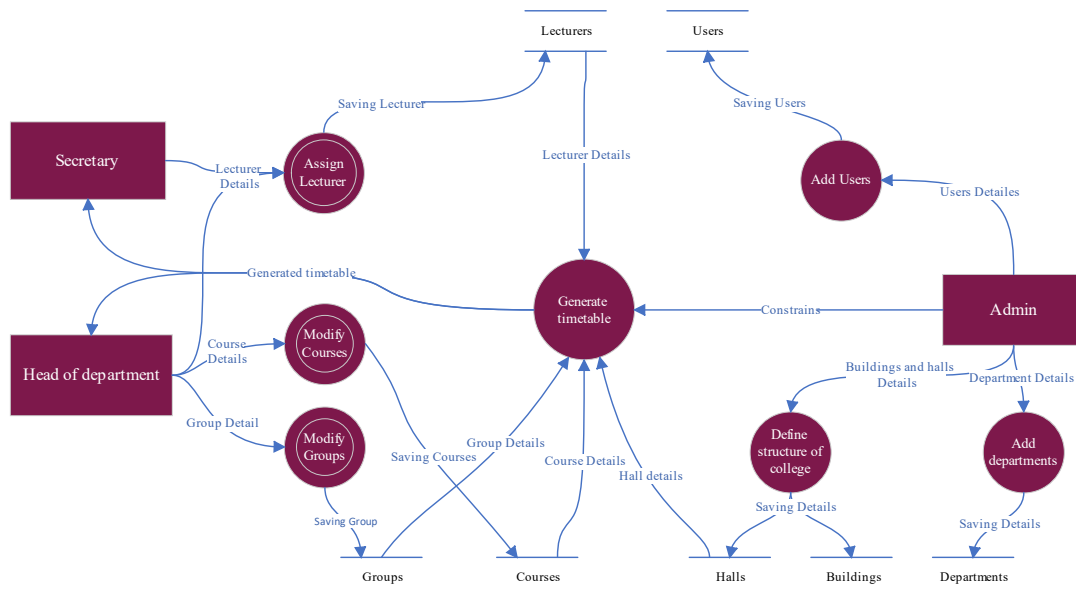 Lecturers
Users
Saving Lecturer
Saving Users
Secretary
Assign
Lecturer
Lecturer
Details
Lecturer Details
Add Users
Users Detailes
Generated timetable
Generate
timetable
Constrains
Admin
Head of department
Course
Details
Modify
Courses
Buildings and halls
Details
Department Details
Group Detail
Modify
Groups
Saving Courses
Group Details
Course Details
Hall details
Define
structure of
college
Add
departments
Saving Group
Saving Details
Saving Details
Groups
Courses
Halls
Buildings
Departments